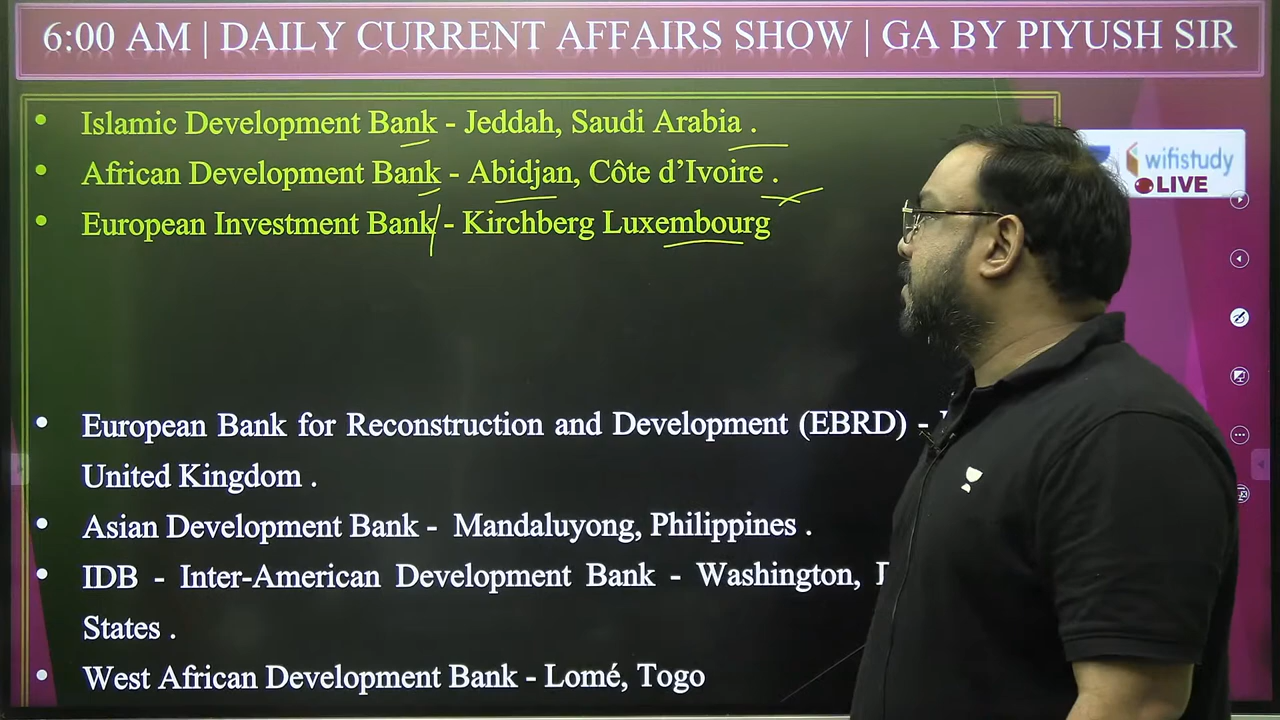 6:00 AM | DAILY CURRENT AFFAIRS SHOW | GA BY PIYUSH SIR
• Islamic Development Bank - Jeddah, Saudi Arabia .
• African Development Bank - Abidjan, Côte d’Ivoire .
• European Investment Bank - Kirchberg Luxembourg
wifistudy
LIVE
• European Bank for Reconstruction and Development (EBRD) -
United Kingdom .
• Asian Development Bank - Mandaluyong, Philippines .
• IDB - Inter-American Development Bank - Washington,
States .
• West African Development Bank - Lomé, Togo